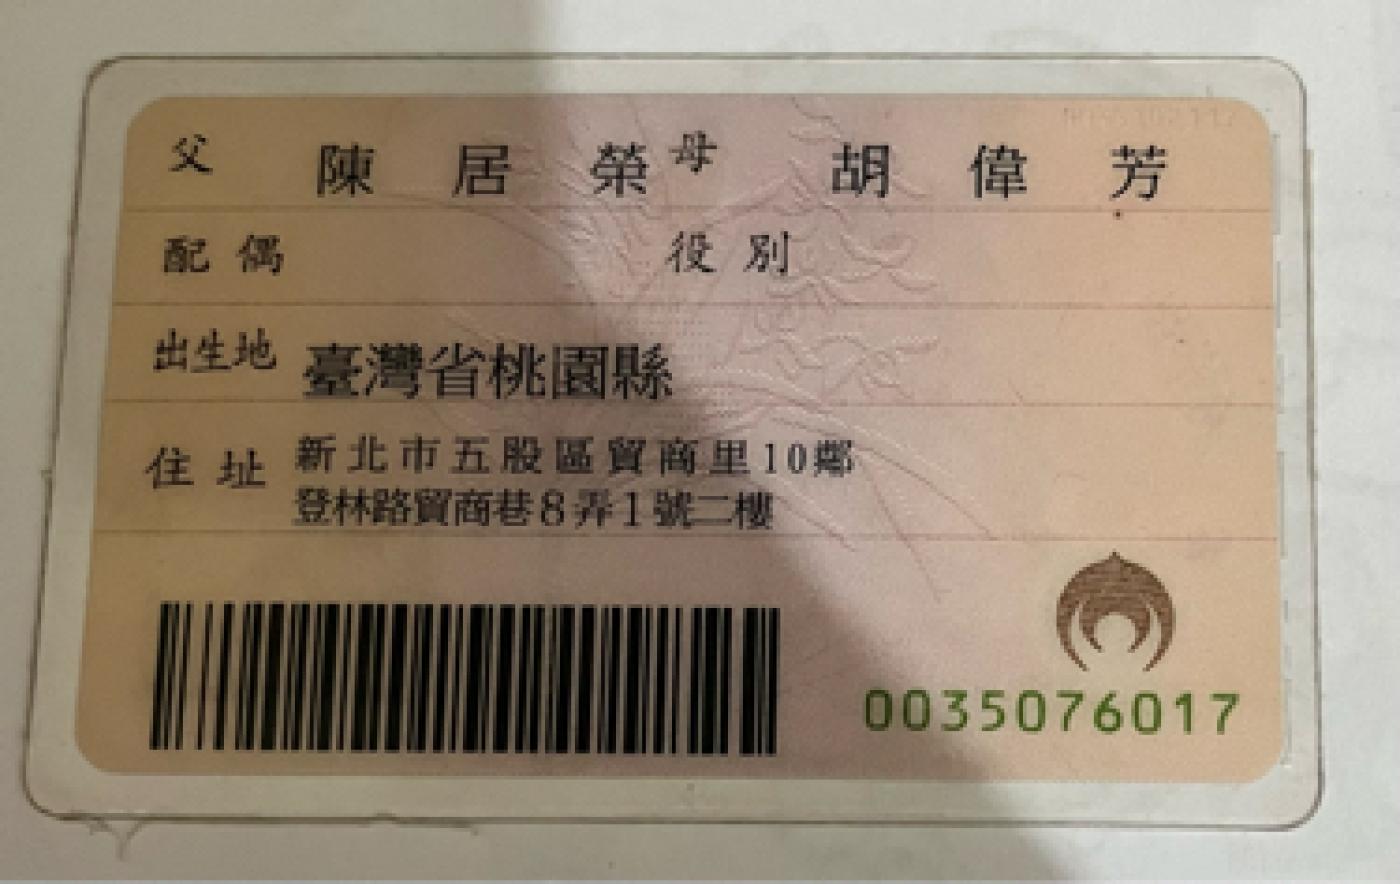 父 陳居榮 母 胡偉芳
配偶 役別
出生地 臺灣省桃園縣
住址 新北市五股區貿商里10鄰
登林路貿商巷8弄1號二樓
0035076017